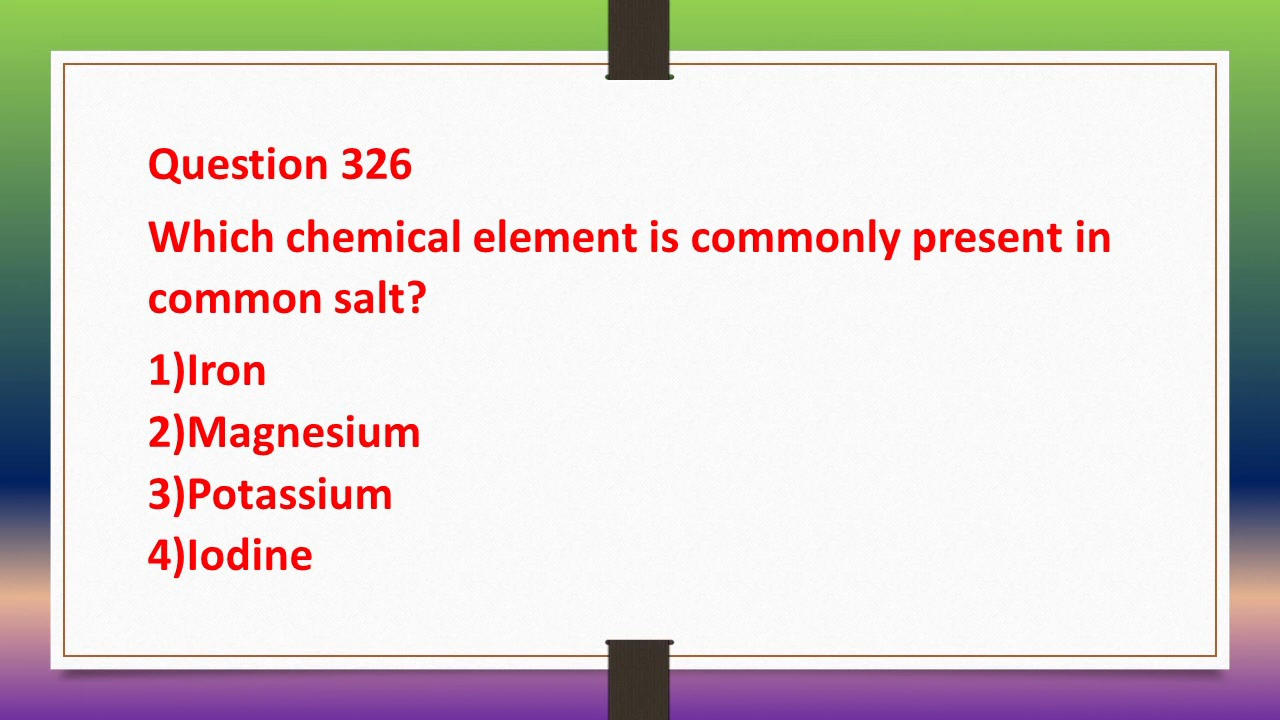 Question 326
Which chemical element is commonly present in
common salt?
1)Iron
2)Magnesium
3)Potassium
4)Iodine